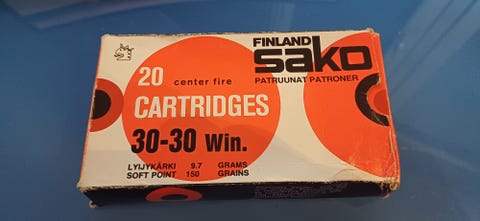 FINLAND
sako
PATRUUNAT PATRONER
20 center fire
CARTRIDGES
30-30 Win.
LYIJYKÄRKI 9.7 GRAMS
SOFT POINT 150 GRAINS